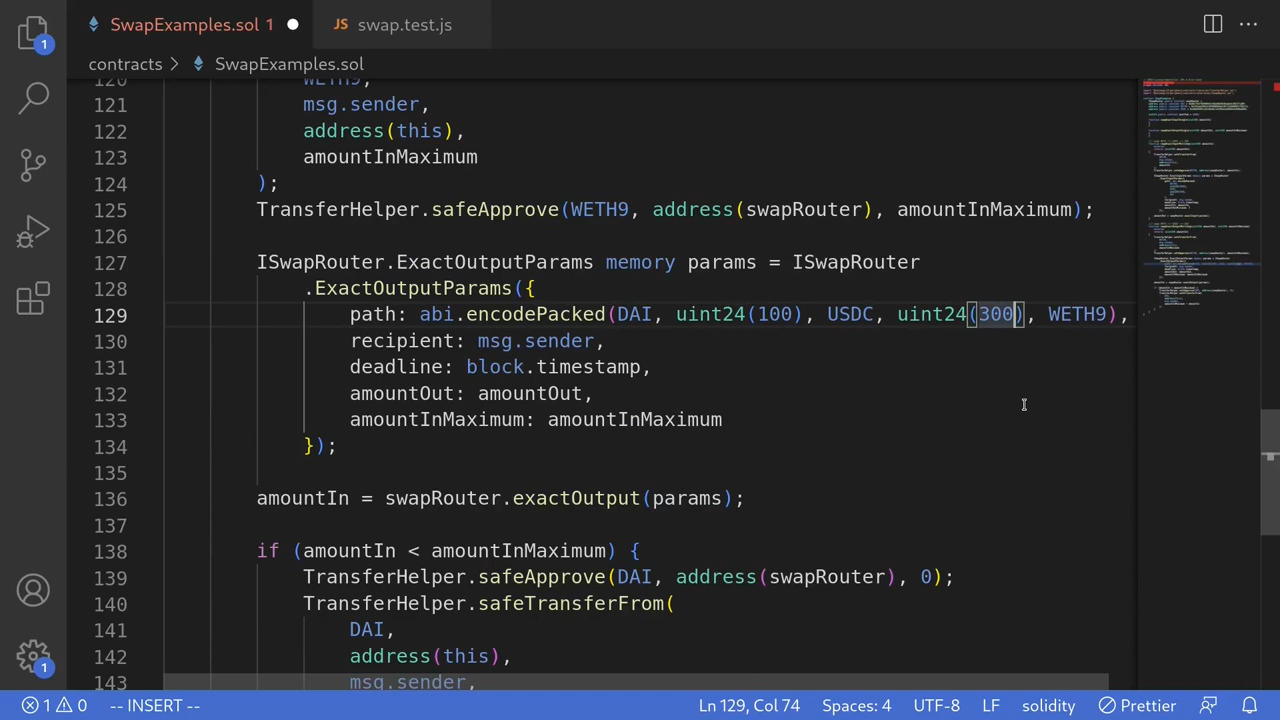 SwapExamples.sol 1
JS swap.test.js
contracts > SwapExamples.sol
120 WETH9,
121 msg.sender,
122 address(this),
123 amountInMaximum
124 );
125 TransferHelper.safeApprove(WETH9, address(swapRouter), amountInMaximum);
126
127 ISwapRouter.ExactOutputParams memory params = ISwapRouter
128 .ExactOutputParams({
129 path: abi.encodePacked(DAI, uint24(100), USDC, uint24(300), WETH9),
130 recipient: msg.sender,
131 deadline: block.timestamp,
132 amountOut: amountOut,
133 amountInMaximum: amountInMaximum
134 });
135
136 amountIn = swapRouter.exactOutput(params);
137
138 if (amountIn < amountInMaximum) {
139 TransferHelper.safeApprove(DAI, address(swapRouter), 0);
140 TransferHelper.safeTransferFrom(
141 DAI,
142 address(this),
143 msg.sender,
1
1
1 0 -- INSERT -- Ln 129, Col 74 Spaces: 4 UTF-8 LF solidity Prettier